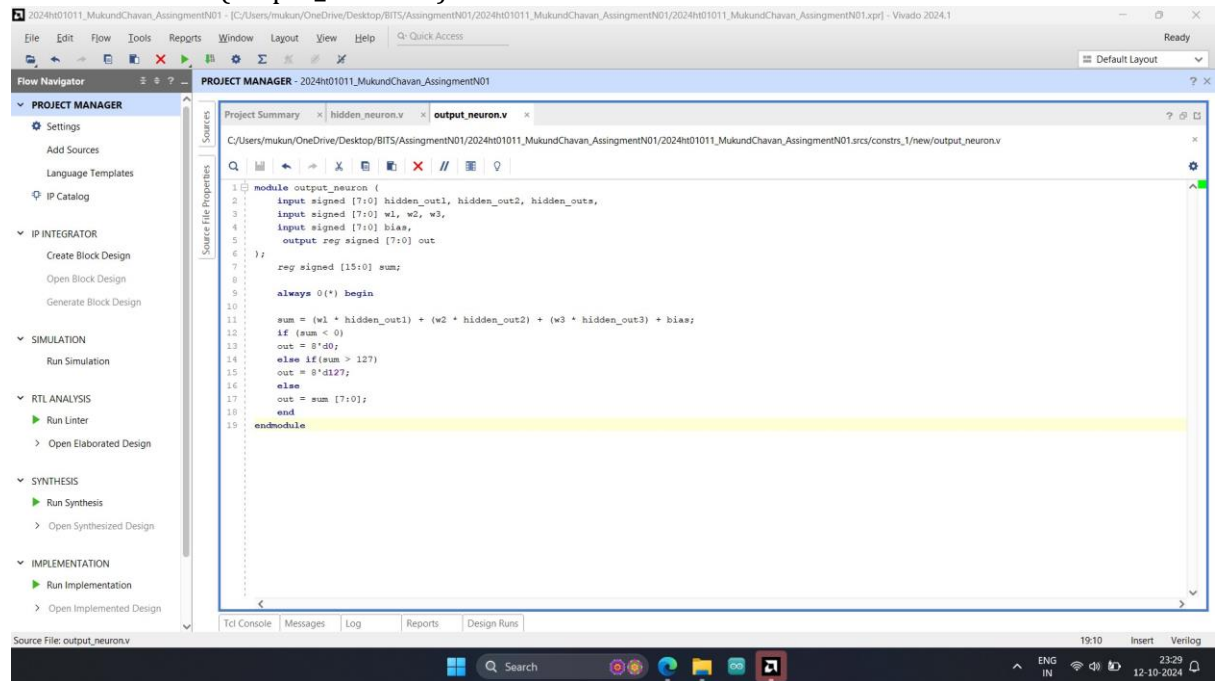 2024ht01011_MukundChavan_AssingmentN01 - [C:/Users/mukun/OneDrive/Desktop/BITS/AssingmentN01/2024ht01011_MukundChavan_AssingmentN01/2024ht01011_MukundChavan_AssingmentN01.xpr] - Vivado 2024.1
File Edit Flow Tools Reports Window Layout View Help Quick Access
Ready
Default Layout
Flow Navigator
PROJECT MANAGER - 2024ht01011_MukundChavan_AssingmentN01
PROJECT MANAGER
Settings
Add Sources
Language Templates
IP Catalog
IP INTEGRATOR
Create Block Design
Open Block Design
Generate Block Design
SIMULATION
Run Simulation
RTL ANALYSIS
Run Linter
Open Elaborated Design
SYNTHESIS
Run Synthesis
Open Synthesized Design
IMPLEMENTATION
Run Implementation
Open Implemented Design
Sources
Source File Properties
Project Summary hidden_neuron.v output_neuron.v
C:/Users/mukun/OneDrive/Desktop/BITS/AssingmentN01/2024ht01011_MukundChavan_AssingmentN01/2024ht01011_MukundChavan_AssingmentN01.srcs/constrs_1/new/output_neuron.v
1 module output_neuron (
2 input signed [7:0] hidden_out1, hidden_out2, hidden_outs,
3 input signed [7:0] w1, w2, w3,
4 input signed [7:0] bias,
5 output reg signed [7:0] out
6 );
7 reg signed [15:0] sum;
8
9 always @(*) begin
10
11 sum = (w1 * hidden_out1) + (w2 * hidden_out2) + (w3 * hidden_out3) + bias;
12 if (sum < 0)
13 out = 8'd0;
14 else if(sum > 127)
15 out = 8'd127;
16 else
17 out = sum [7:0];
18 end
19 endmodule
Tcl Console Messages Log Reports Design Runs
Source File: output_neuron.v
19:10 Insert Verilog
Search
ENG
IN
23:29
12-10-2024